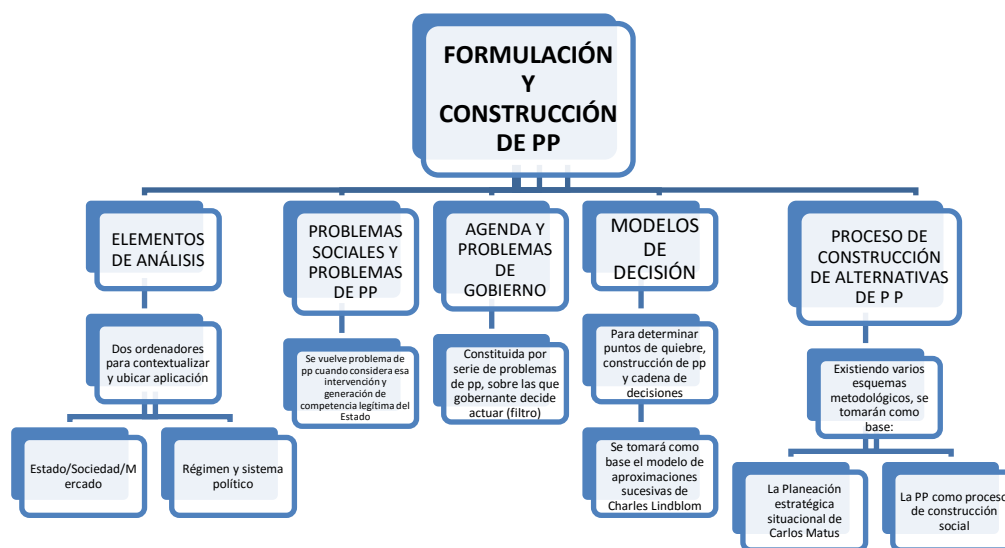 FORMULACIÓN
Y
CONSTRUCCIÓN
DE PP
ELEMENTOS
DE ANÁLISIS
Dos ordenadores
para contextualizar
y ubicar aplicación
Estado/Sociedad/M
ercado
Régimen y sistema
político
PROBLEMAS
SOCIALES Y
PROBLEMAS
DE PP
Se vuelve problema de
pp cuando considera esa
intervención y
generación de
competencia legítima del
Estado
AGENDA Y
PROBLEMAS
DE
GOBIERNO
Constituida por
serie de problemas
de pp, sobre las que
gobernante decide
actuar (filtro)
MODELOS
DE
DECISIÓN
Para determinar
puntos de quiebre,
construcción de pp
y cadena de
decisiones
Se tomará como
base el modelo de
aproximaciones
sucesivas de
Charles Lindblom
PROCESO DE
CONSTRUCCIÓN
DE ALTERNATIVAS
DE P P
Existiendo varios
esquemas
metodológicos, se
tomarán como
base:
La Planeación
estratégica
situacional de
Carlos Matus
La PP como proceso
de construcción
social